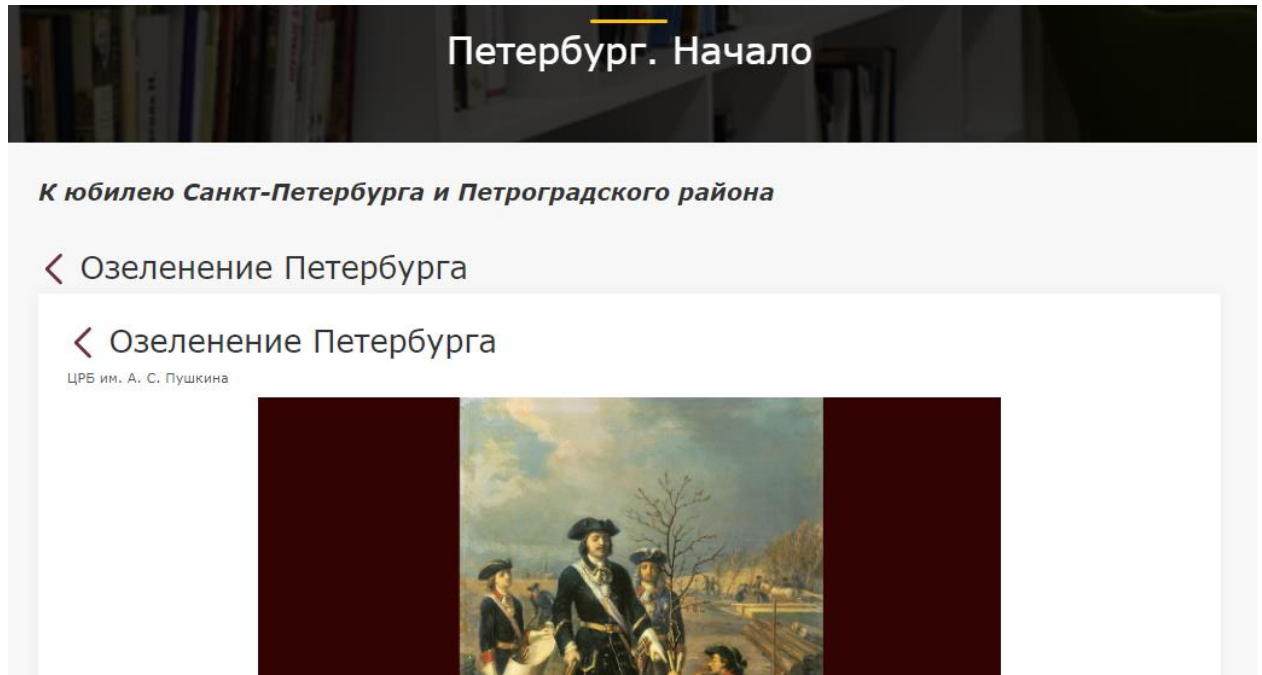 Петербург. Начало
К юбилею Санкт-Петербурга и Петроградского района
Озеленение Петербурга
Озеленение Петербурга
ЦРБ им. А. С. Пушкина